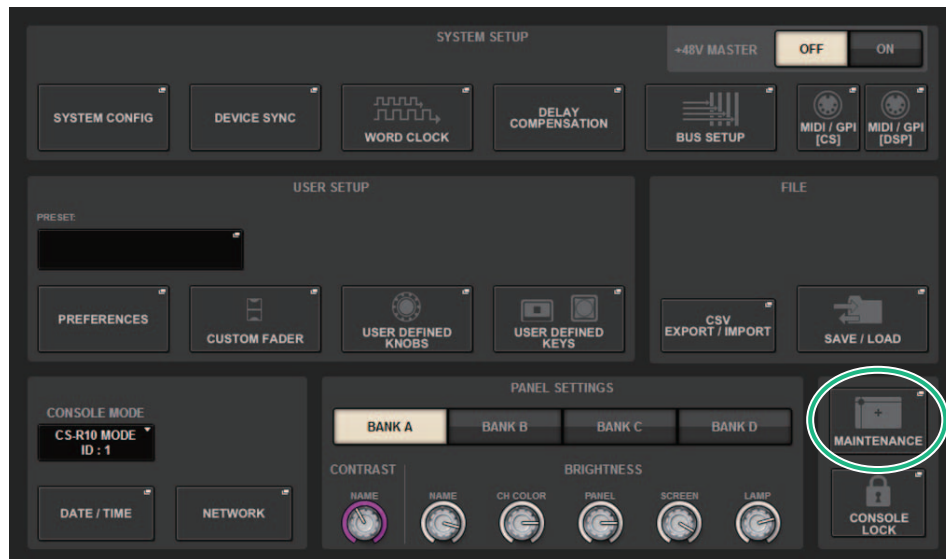 SYSTEM SETUP
+48V MASTER
OFF
ON
SYSTEM CONFIG
DEVICE SYNC
WORD CLOCK
DELAY
COMPENSATION
BUS SETUP
MIDI / GPI
[CS]
MIDI / GPI
[DSP]
USER SETUP
PRESET:
PREFERENCES
CUSTOM FADER
USER DEFINED
KNOBS
USER DEFINED
KEYS
FILE
CSV
EXPORT / IMPORT
SAVE / LOAD
CONSOLE MODE
CS-R10 MODE
ID : 1
DATE / TIME
NETWORK
PANEL SETTINGS
BANK A
BANK B
BANK C
BANK D
CONTRAST
BRIGHTNESS
NAME
NAME
CH COLOR
PANEL
SCREEN
LAMP
MAINTENANCE
CONSOLE
LOCK